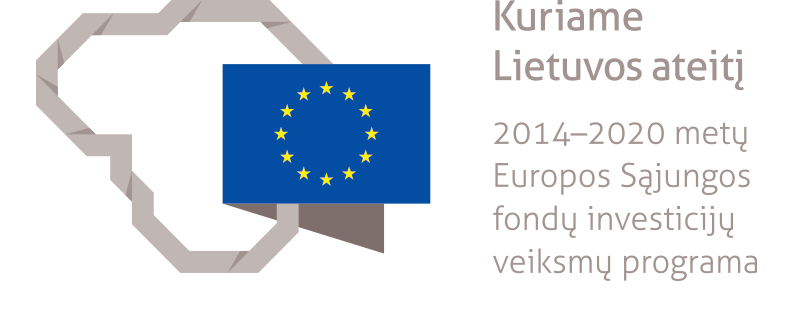 Kuriame
Lietuvos ateitį
2014–2020 metų
Europos Sąjungos
fondų investicijų
veiksmų programa